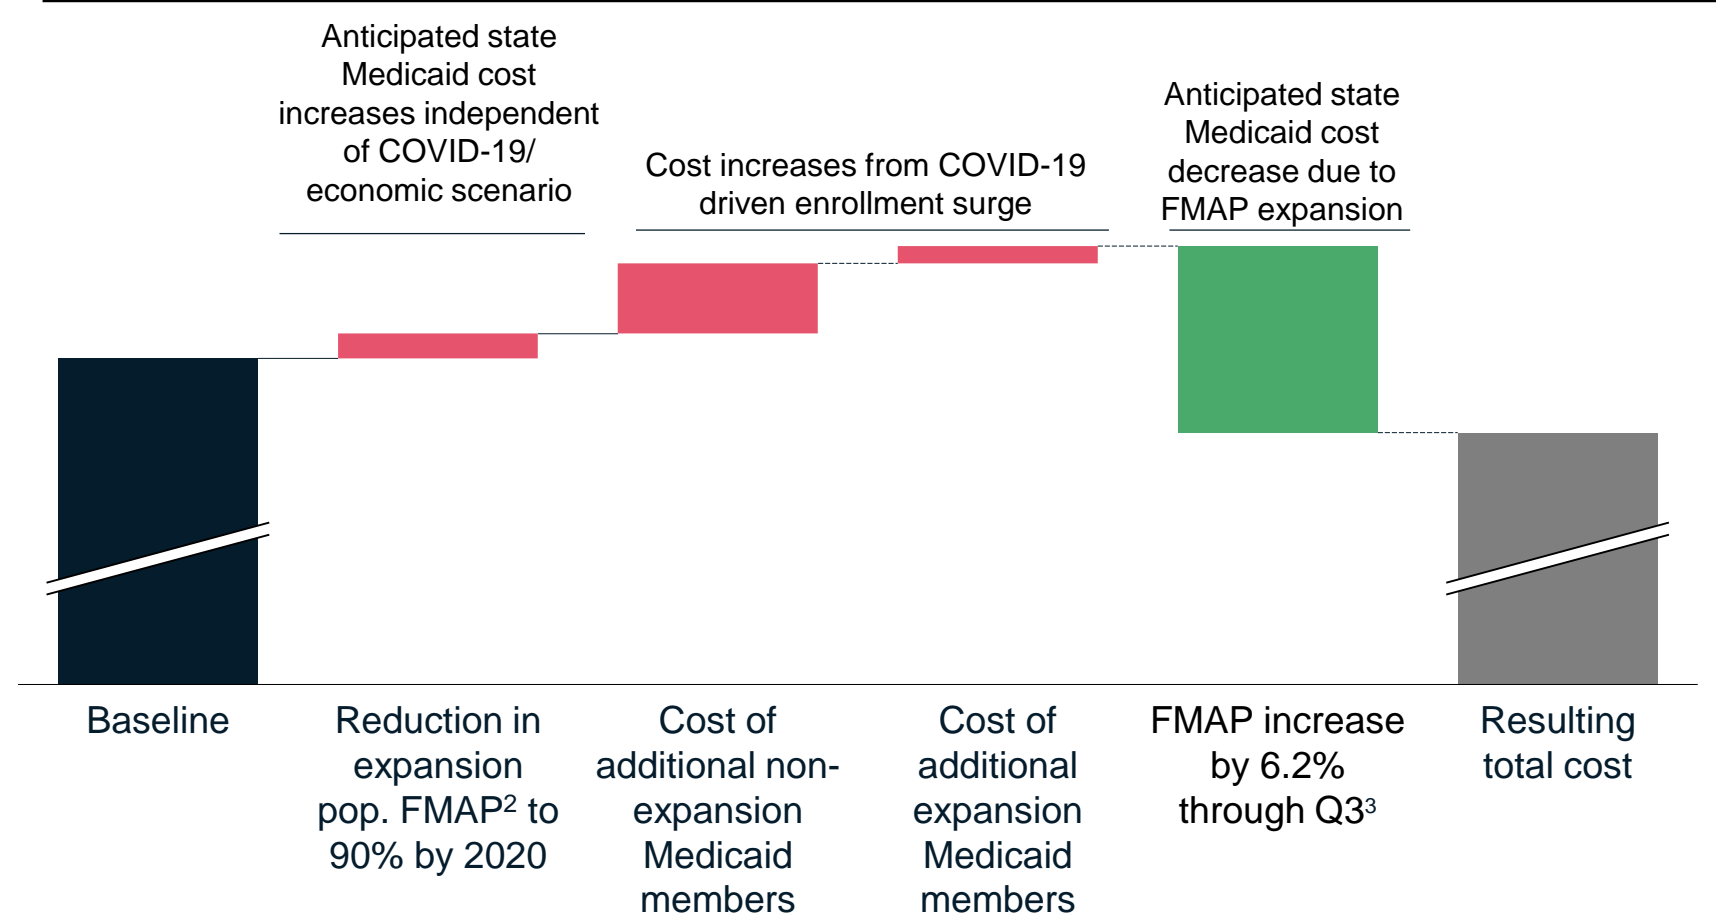 Anticipated state
Medicaid cost
increases independent
of COVID-19/
economic scenario
Cost increases from COVID-19
driven enrollment surge
Anticipated state
Medicaid cost
decrease due to
FMAP expansion
Baseline
Reduction in
expansion
pop. FMAP² to
90% by 2020
Cost of
additional non-
expansion
Medicaid
members
Cost of
additional
expansion
Medicaid
members
FMAP increase
by 6.2%
through Q3³
Resulting
total cost